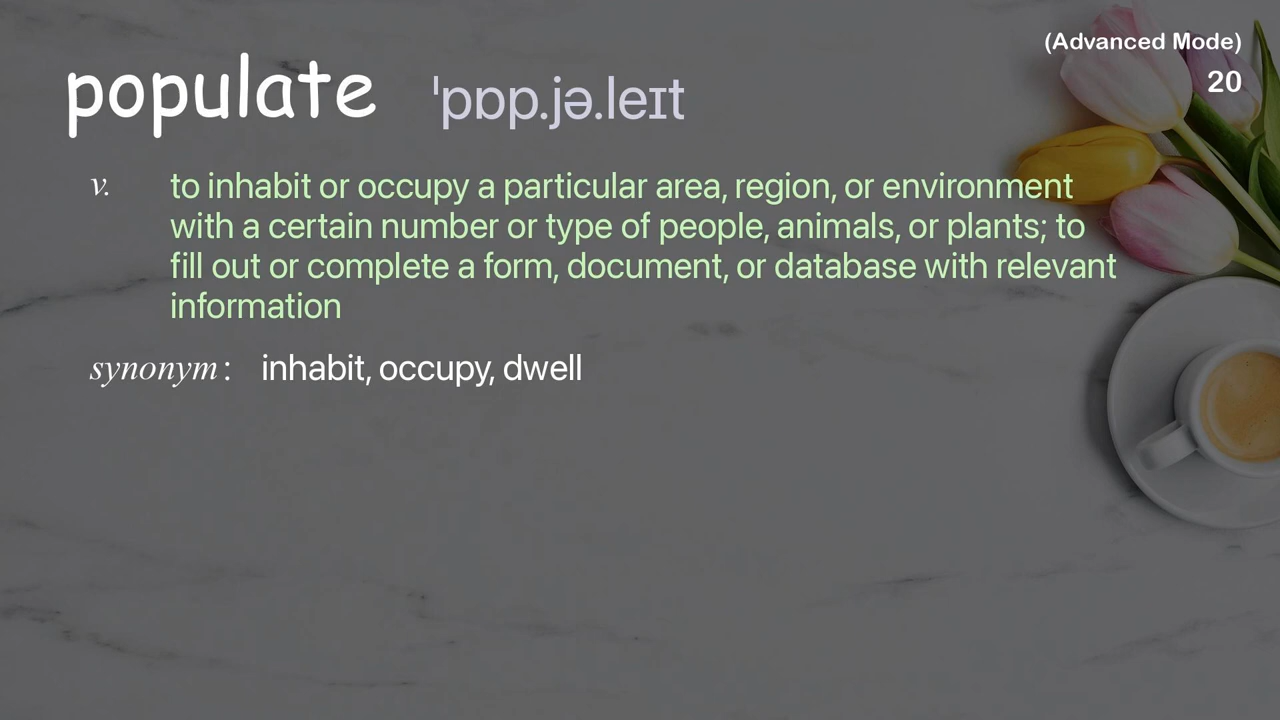 (Advanced Mode)
populate ˈpɒp.jə.leɪt
20
v. to inhabit or occupy a particular area, region, or environment
with a certain number or type of people, animals, or plants; to
fill out or complete a form, document, or database with relevant
information
synonym : inhabit, occupy, dwell